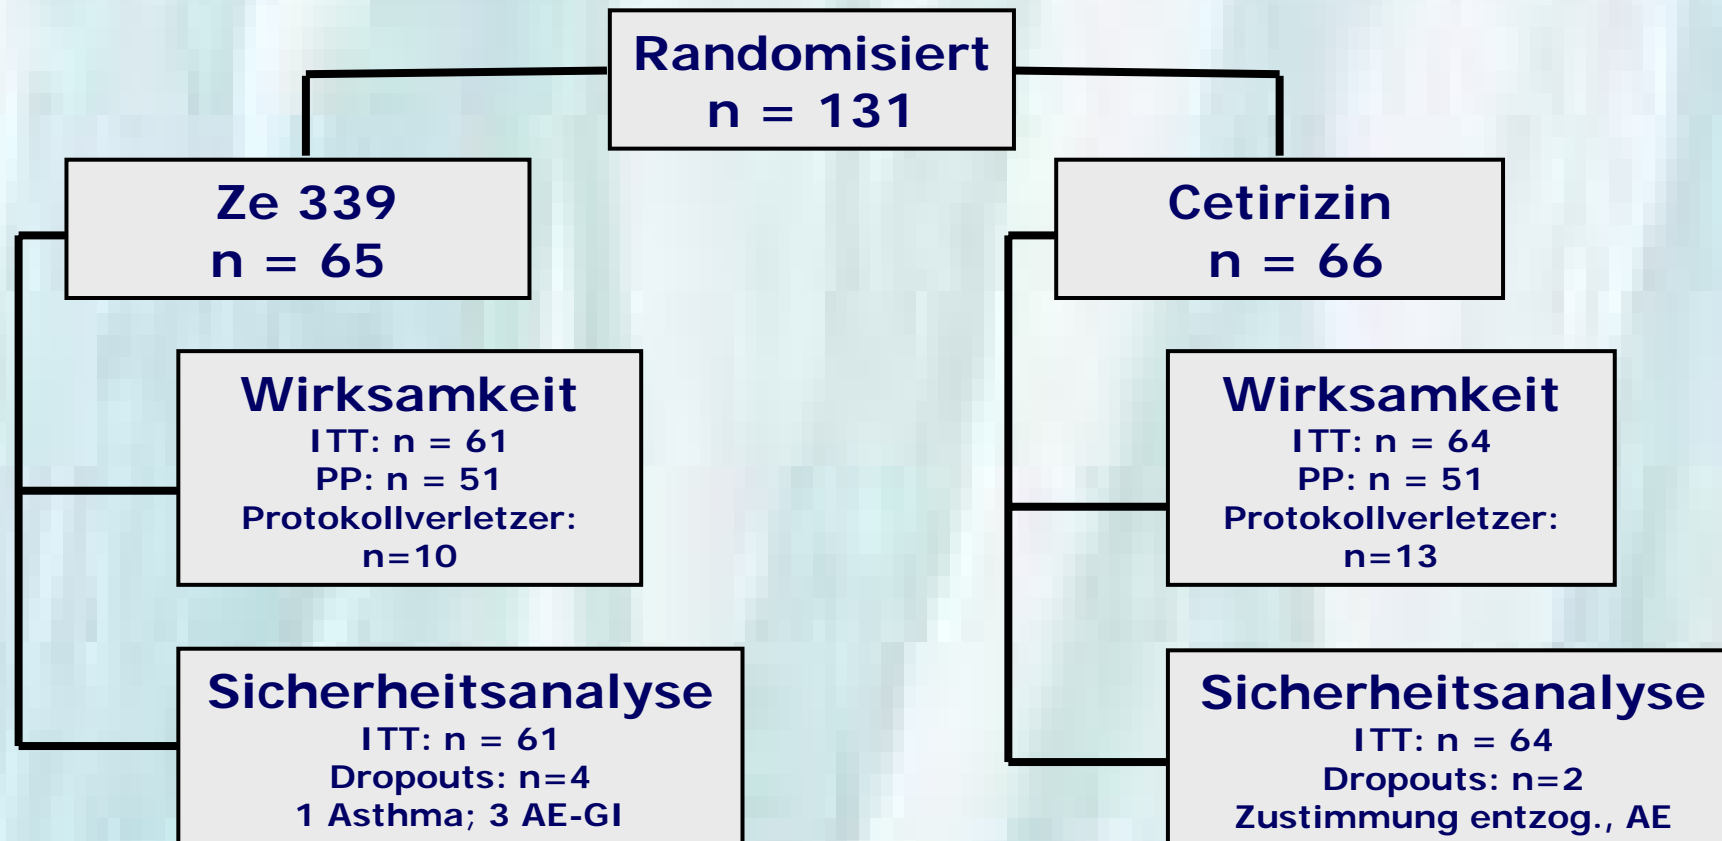 Randomisiert
n = 131
Ze 339
n = 65
Wirksamkeit
ITT: n = 61
PP: n = 51
Protokollverletzer:
n=10
Sicherheitsanalyse
ITT: n = 61
Dropouts: n=4
1 Asthma; 3 AE-GI
Cetirizin
n = 66
Wirksamkeit
ITT: n = 64
PP: n = 51
Protokollverletzer:
n=13
Sicherheitsanalyse
ITT: n = 64
Dropouts: n=2
Zustimmung entzog., AE